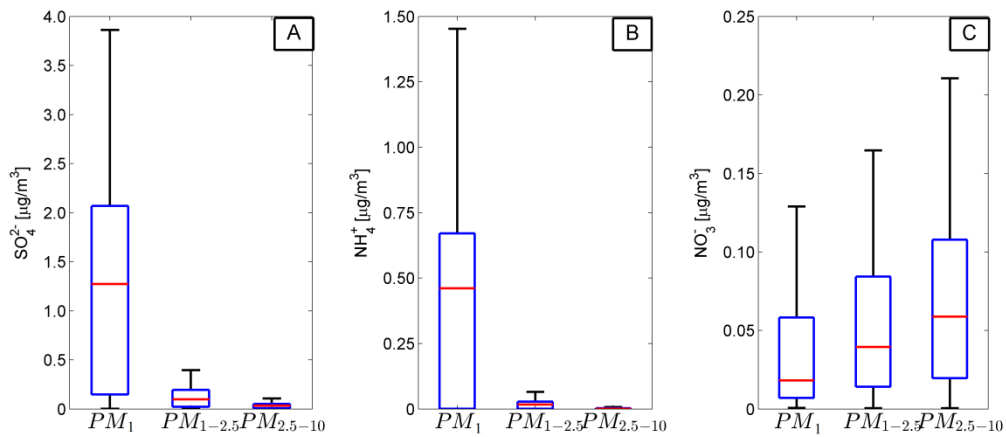 A
SO₄²⁻ [µg/m³]
4.0
3.5
3.0
2.5
2.0
1.5
1.0
0.5
0
PM₁ PM₁₋₂.₅ PM₂.₅₋₁₀
B
NH₄⁺ [µg/m³]
1.50
1.25
1.00
0.75
0.50
0.25
0.00
PM₁ PM₁₋₂.₅ PM₂.₅₋₁₀
C
NO₃⁻ [µg/m³]
0.25
0.20
0.15
0.10
0.05
0
PM₁ PM₁₋₂.₅ PM₂.₅₋₁₀